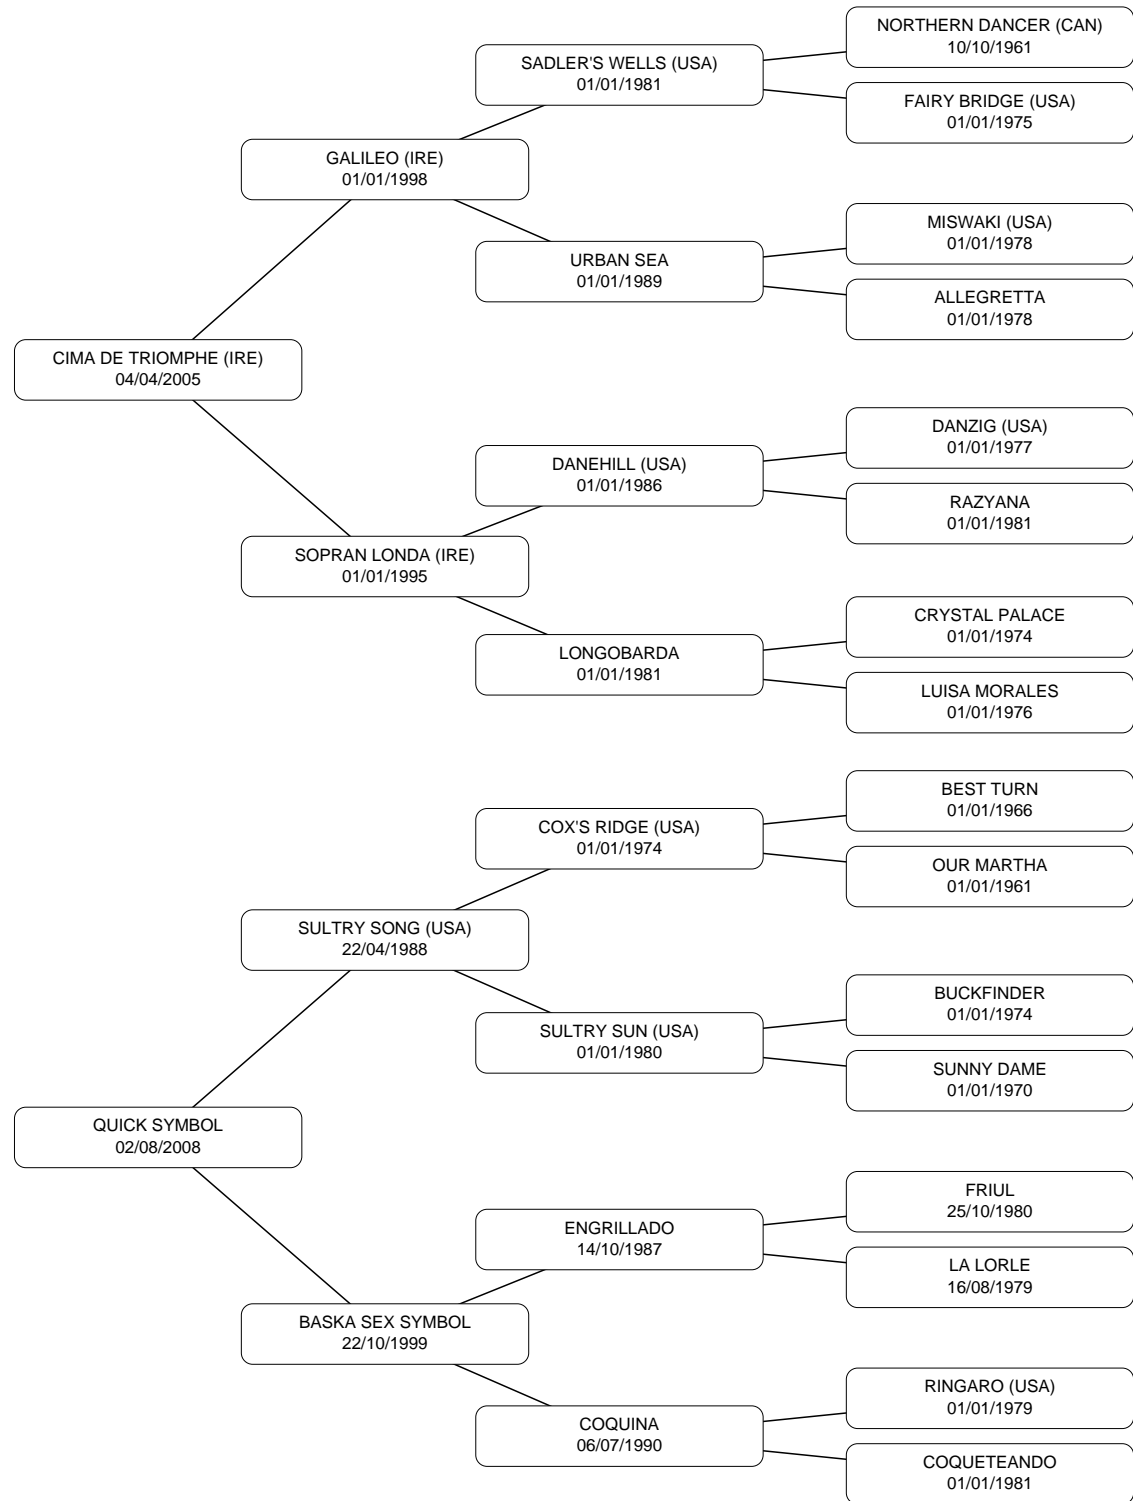 NORTHERN DANCER (CAN)
10/10/1961
SADLER'S WELLS (USA)
01/01/1981
FAIRY BRIDGE (USA)
01/01/1975
GALILEO (IRE)
01/01/1998
MISWAKI (USA)
01/01/1978
URBAN SEA
01/01/1989
ALLEGRETTA
01/01/1978
CIMA DE TRIOMPHE (IRE)
04/04/2005
DANZIG (USA)
01/01/1977
DANEHILL (USA)
01/01/1986
RAZYANA
01/01/1981
SOPRAN LONDA (IRE)
01/01/1995
CRYSTAL PALACE
01/01/1974
LONGOBARDA
01/01/1981
LUISA MORALES
01/01/1976
BEST TURN
01/01/1966
COX'S RIDGE (USA)
01/01/1974
OUR MARTHA
01/01/1961
SULTRY SONG (USA)
22/04/1988
BUCKFINDER
01/01/1974
SULTRY SUN (USA)
01/01/1980
SUNNY DAME
01/01/1970
QUICK SYMBOL
02/08/2008
FRIUL
25/10/1980
ENGRILLADO
14/10/1987
LA LORLE
16/08/1979
BASKA SEX SYMBOL
22/10/1999
RINGARO (USA)
01/01/1979
COQUINA
06/07/1990
COQUETEANDO
01/01/1981